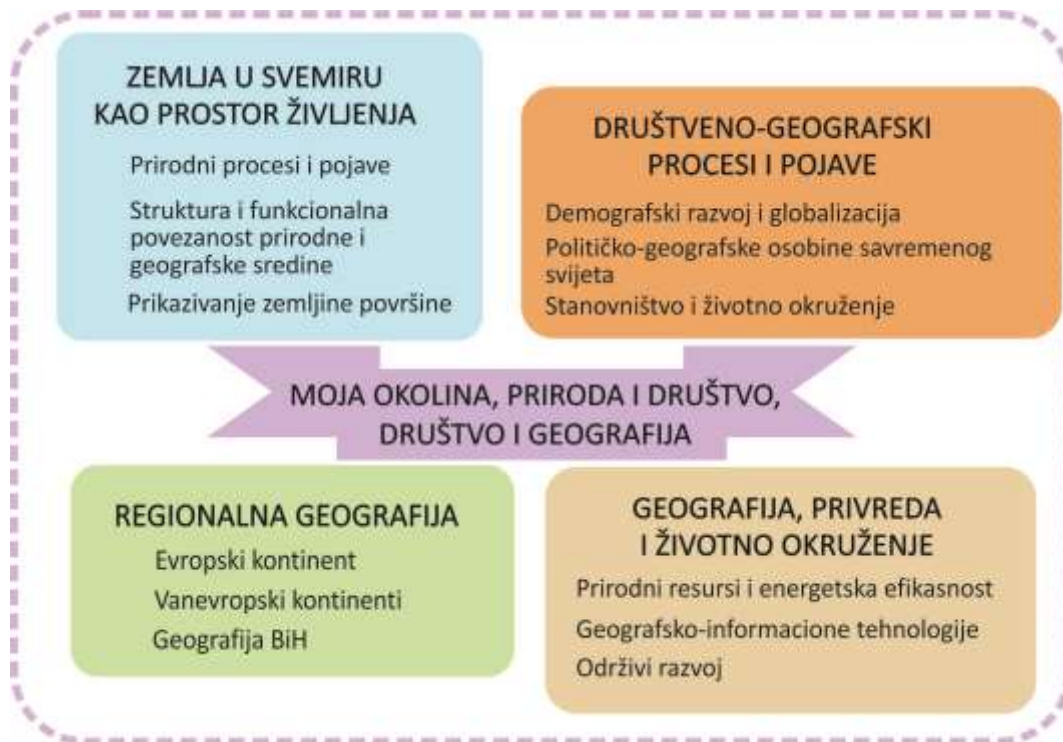 ZEMLJA U SVEMIRU
KAO PROSTOR ŽIVLJENJA
Prirodni procesi i pojave
Struktura i funkcionalna
povezanost prirodne i
geografske sredine
Prikazivanje zemljine površine
DRUŠTVENO-GEOGRAFSKI
PROCESI I POJAVE
Demografski razvoj i globalizacija
Političko-geografske osobine savremenog
svijeta
Stanovništvo i životno okruženje
MOJA OKOLINA, PRIRODA I DRUŠTVO,
DRUŠTVO I GEOGRAFIJA
REGIONALNA GEOGRAFIJA
Evropski kontinent
Vanevropski kontinenti
Geografija BiH
GEOGRAFIJA, PRIVREDA
I ŽIVOTNO OKRUŽENJE
Prirodni resursi i energetska efikasnost
Geografsko-informacione tehnologije
Održivi razvoj